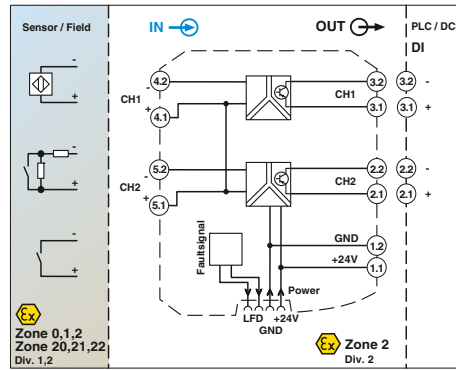 Sensor / Field
IN
OUT
PLC / DC
DI
-
+
-
+
-
+
4.2
-
CH1
+
4.1
3.2
CH1
3.1
3.2 -
3.1 +
5.2
-
CH2
+
5.1
2.2
CH2
2.1
2.2 -
2.1 +
GND
1.2
+24V
1.1
Faultsignal
Power
LFD
+24V
GND
Ex
Zone 0,1,2
Zone 20,21,22
Div. 1,2
Ex
Zone 2
Div. 2